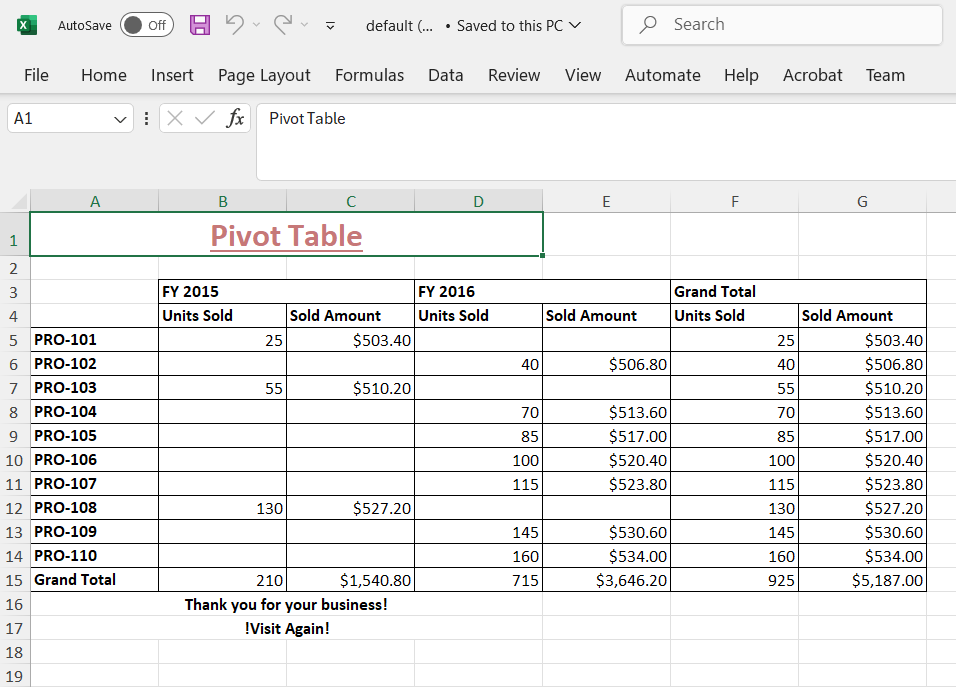 AutoSave Off default (... • Saved to this PC Search
File Home Insert Page Layout Formulas Data Review View Automate Help Acrobat Team
A1 fx Pivot Table
A B C D E F G
1 Pivot Table
2
3 FY 2015 FY 2016 Grand Total
4 Units Sold Sold Amount Units Sold Sold Amount Units Sold Sold Amount
5 PRO-101 25 $503.40 25 $503.40
6 PRO-102 40 $506.80 40 $506.80
7 PRO-103 55 $510.20 55 $510.20
8 PRO-104 70 $513.60 70 $513.60
9 PRO-105 85 $517.00 85 $517.00
10 PRO-106 100 $520.40 100 $520.40
11 PRO-107 115 $523.80 115 $523.80
12 PRO-108 130 $527.20 130 $527.20
13 PRO-109 145 $530.60 145 $530.60
14 PRO-110 160 $534.00 160 $534.00
15 Grand Total 210 $1,540.80 715 $3,646.20 925 $5,187.00
16 Thank you for your business!
17 !Visit Again!
18
19